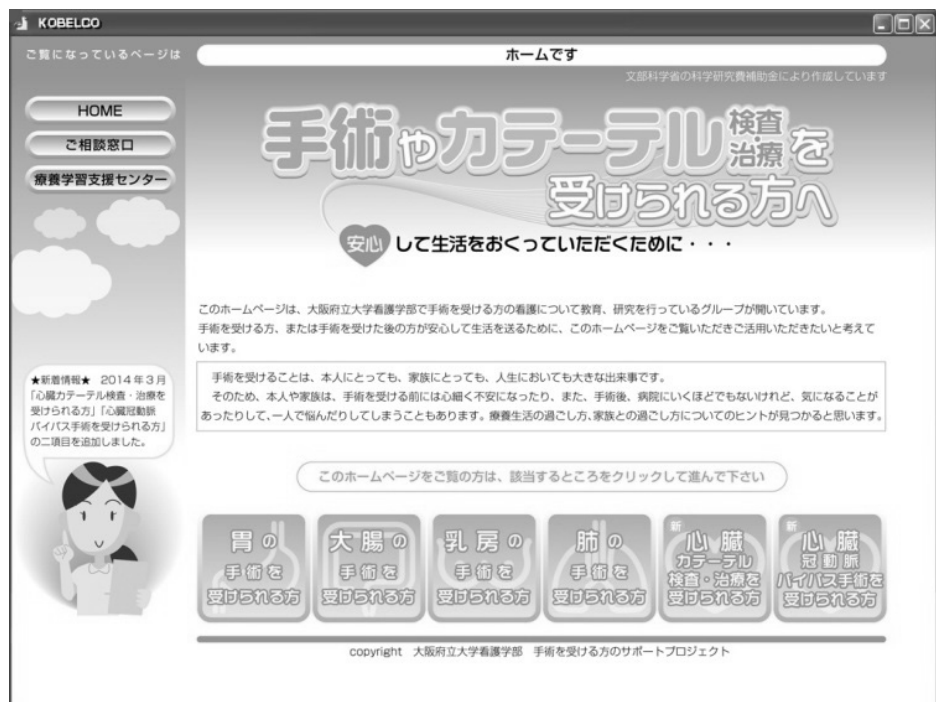 KOBELCO
ご覧になっているページは
ホームです
文部科学省の科学研究費補助金により作成しています
HOME
ご相談窓口
療養学習支援センター
手術やカテーテル検査・治療を
受けられる方へ
安心して生活をおくっていただくために・・・
このホームページは、大阪府立大学看護学部で手術を受ける方の看護について教育、研究を行っているグループが開いています。
手術を受ける方、または手術を受けた後の方が安心して生活を送るために、このホームページをご覧いただきご活用いただきたいと考えて
います。
手術を受けることは、本人にとっても、家族にとっても、人生においても大きな出来事です。
そのため、本人や家族は、手術を受ける前には心細く不安になったり、また、手術後、病院にいくほどでもないけれど、気になることが
あったりして、一人で悩んだりしてしまうこともあります。療養生活の過ごし方、家族との過ごし方についてのヒントが見つかると思います。
★新着情報★ 2014年3月
「心臓カテーテル検査・治療を
受けられる方」「心臓冠動脈
バイパス手術を受けられる方」
の二項目を追加しました。
このホームページをご覧の方は、該当するところをクリックして進んで下さい
胃の
手術を
受けられる方
大腸の
手術を
受けられる方
乳房の
手術を
受けられる方
肺の
手術を
受けられる方
新
心臓
カテーテル
検査・治療を
受けられる方
新
心臓
冠動脈
バイパス手術を
受けられる方
copyright 大阪府立大学看護学部 手術を受ける方のサポートプロジェクト